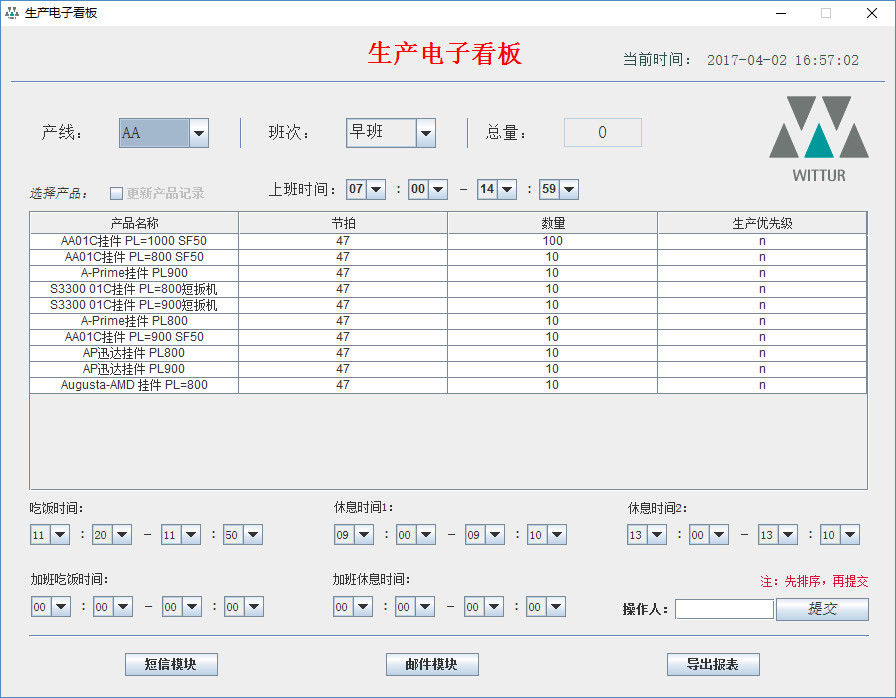 生产电子看板
生产电子看板
当前时间： 2017-04-02 16:57:02
产线： AA 班次： 早班 总量： 0
WITTUR
选择产品： 更新产品记录 上班时间： 07 : 00 - 14 : 59
产品名称 节拍 数量 生产优先级
AA01C挂件 PL=1000 SF50 47 100 n
AA01C挂件 PL=800 SF50 47 10 n
A-Prime挂件 PL900 47 10 n
S3300 01C挂件 PL=800短扳机 47 10 n
S3300 01C挂件 PL=900短扳机 47 10 n
A-Prime挂件 PL800 47 10 n
AA01C挂件 PL=900 SF50 47 10 n
AP迅达挂件 PL800 47 10 n
AP迅达挂件 PL900 47 10 n
Augusta-AMD 挂件 PL=800 47 10 n
吃饭时间： 休息时间1： 休息时间2：
11 : 20 - 11 : 50 09 : 00 - 09 : 10 13 : 00 - 13 : 10
加班吃饭时间： 加班休息时间： 注：先排序，再提交
00 : 00 - 00 : 00 00 : 00 - 00 : 00 操作人： 提交
短信模块 邮件模块 导出报表